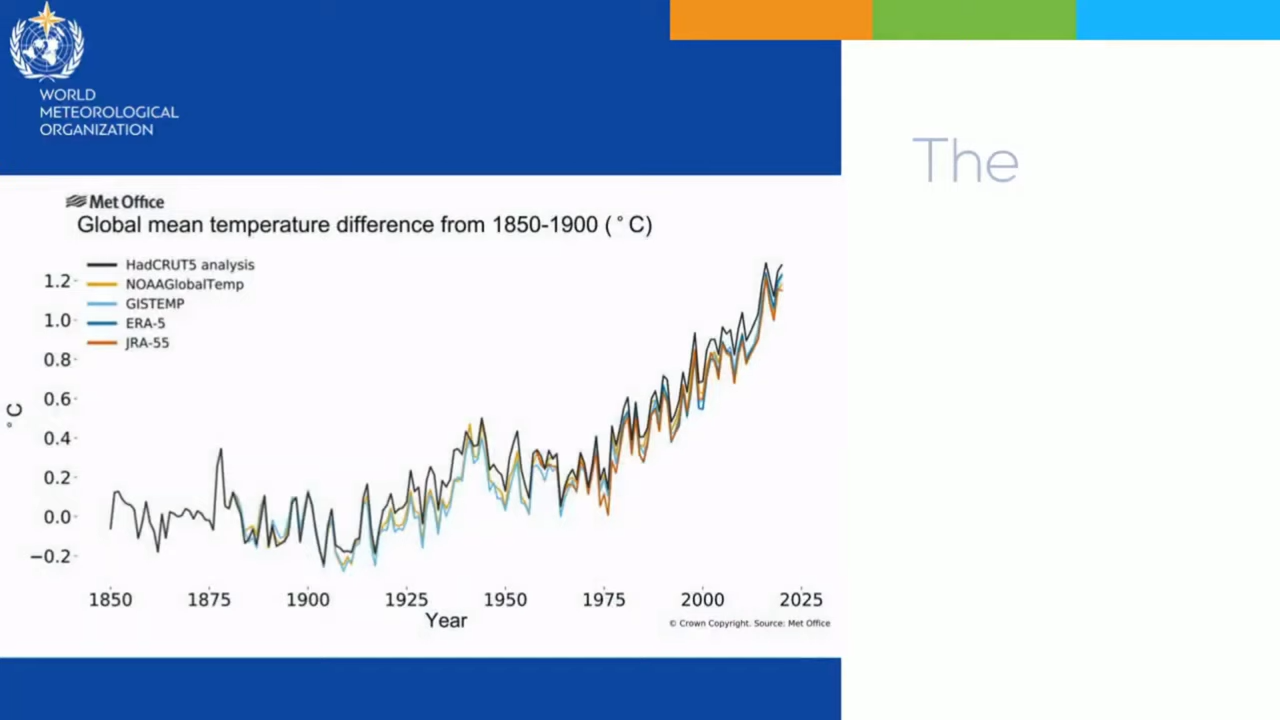 WORLD
METEOROLOGICAL
ORGANIZATION
The
Met Office
Global mean temperature difference from 1850-1900 (°C)
HadCRUT5 analysis
NOAAGlobalTemp
GISTEMP
ERA-5
JRA-55
°C
1.2
1.0
0.8
0.6
0.4
0.2
0.0
−0.2
1850 1875 1900 1925 1950 1975 2000 2025
Year
© Crown Copyright. Source: Met Office